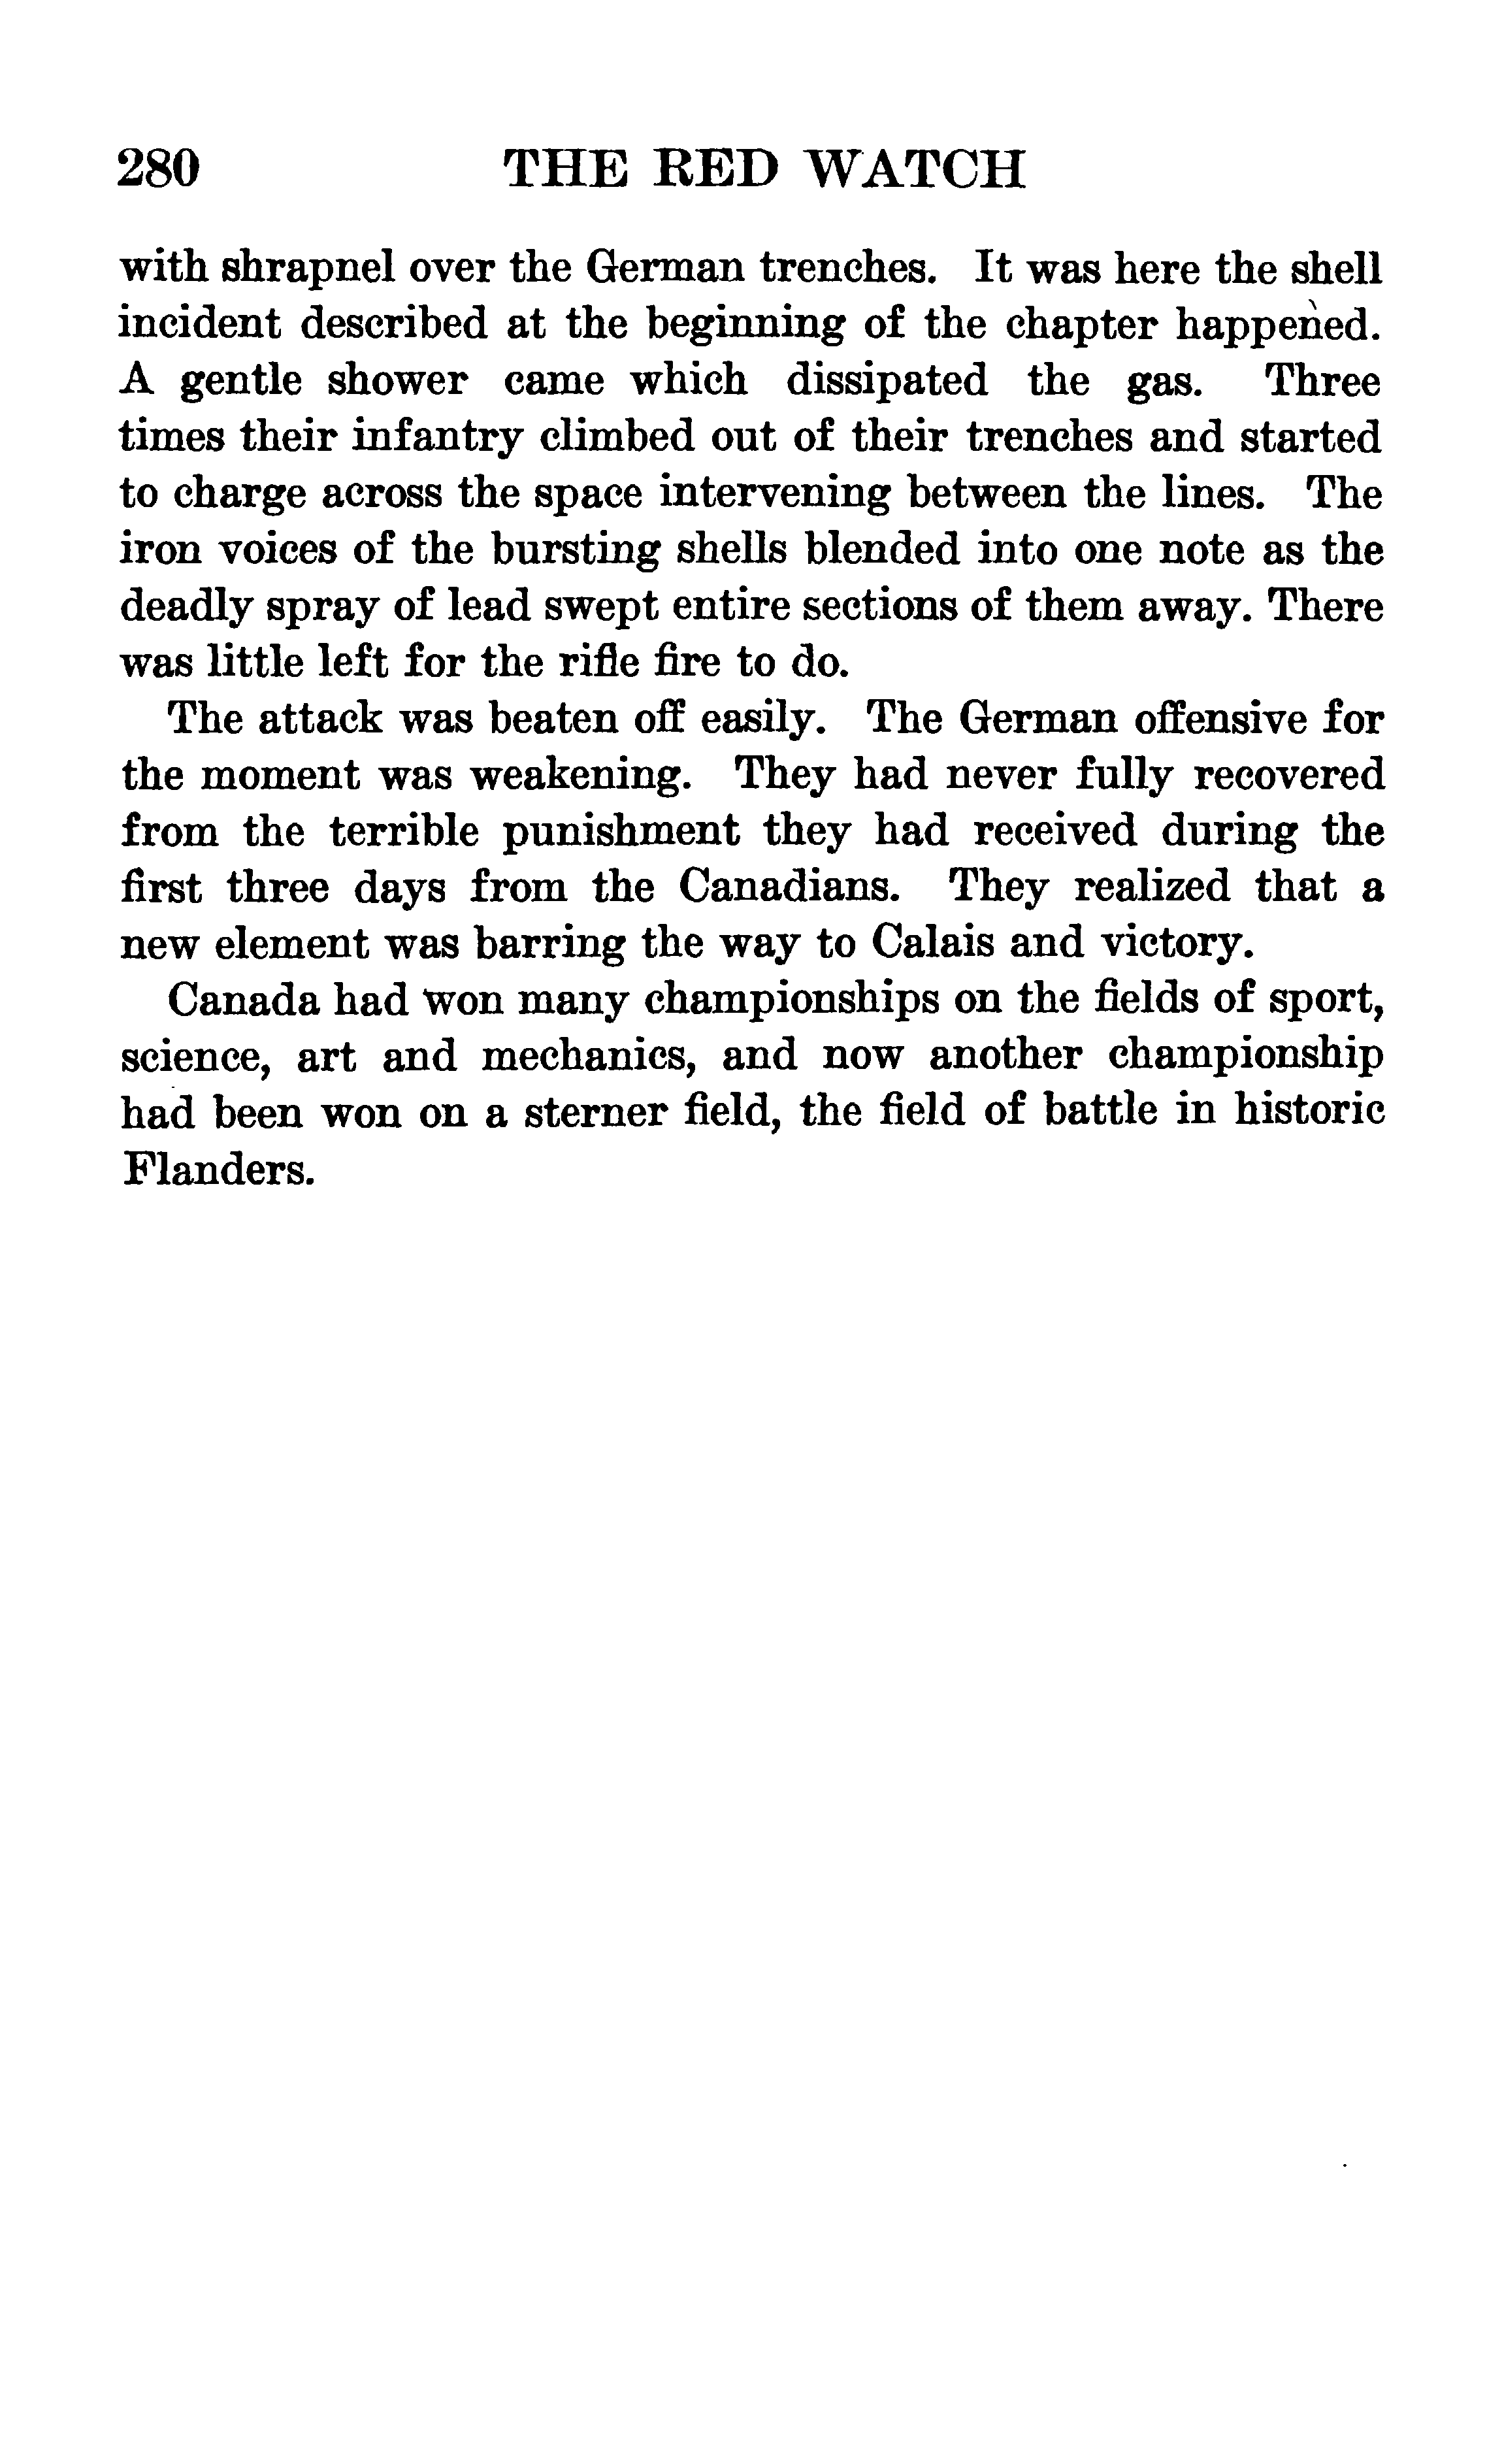 280 THE RED WATCH
with shrapnel over the German trenches. It was here the shell
incident described at the beginning of the chapter happened.
A gentle shower came which dissipated the gas. Three
times their infantry climbed out of their trenches and started
to charge across the space intervening between the lines. The
iron voices of the bursting shells blended into one note as the
deadly spray of lead swept entire sections of them away. There
was little left for the rifle fire to do.
The attack was beaten off easily. The German offensive for
the moment was weakening. They had never fully recovered
from the terrible punishment they had received during the
first three days from the Canadians. They realized that a
new element was barring the way to Calais and victory.
Canada had won many championships on the fields of sport,
science, art and mechanics, and now another championship
had been won on a sterner field, the field of battle in historic
Flanders.